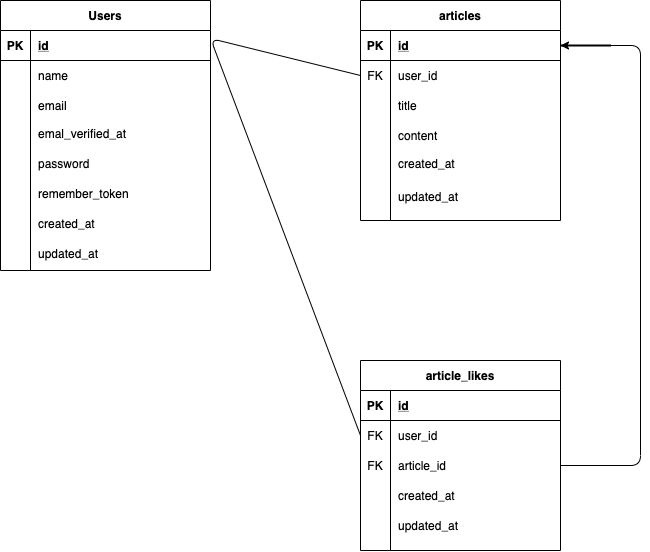 Users
PK id
name
email
emal_verified_at
password
remember_token
created_at
updated_at
articles
PK id
FK user_id
title
content
created_at
updated_at
article_likes
PK id
FK user_id
FK article_id
created_at
updated_at